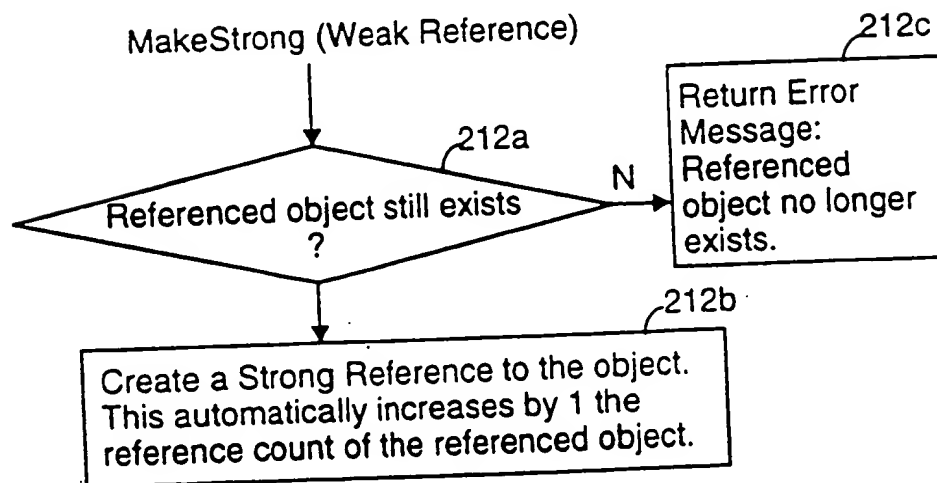 MakeStrong (Weak Reference)
212c
Return Error
Message:
Referenced
object no longer
exists.
212a
N
Referenced object still exists
?
212b
Create a Strong Reference to the object.
This automatically increases by 1 the
reference count of the referenced object.